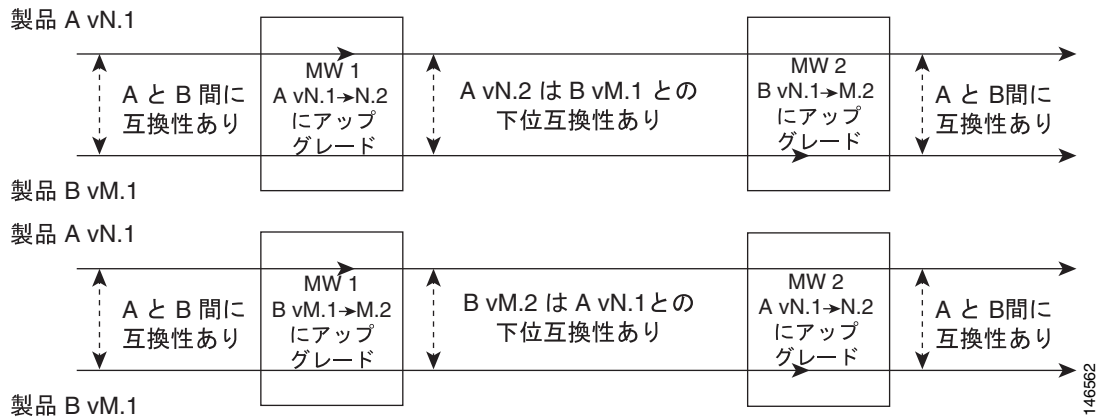 製品 A vN.1
A と B 間に
互換性あり
MW 1
A vN.1→N.2
にアップ
グレード
A vN.2 は B vM.1 との
下位互換性あり
MW 2
B vN.1→M.2
にアップ
グレード
A と B間に
互換性あり
製品 B vM.1
製品 A vN.1
A と B 間に
互換性あり
MW 1
B vM.1→M.2
にアップ
グレード
B vM.2 は A vN.1との
下位互換性あり
MW 2
A vN.1→N.2
にアップ
グレード
A と B間に
互換性あり
製品 B vM.1
146562